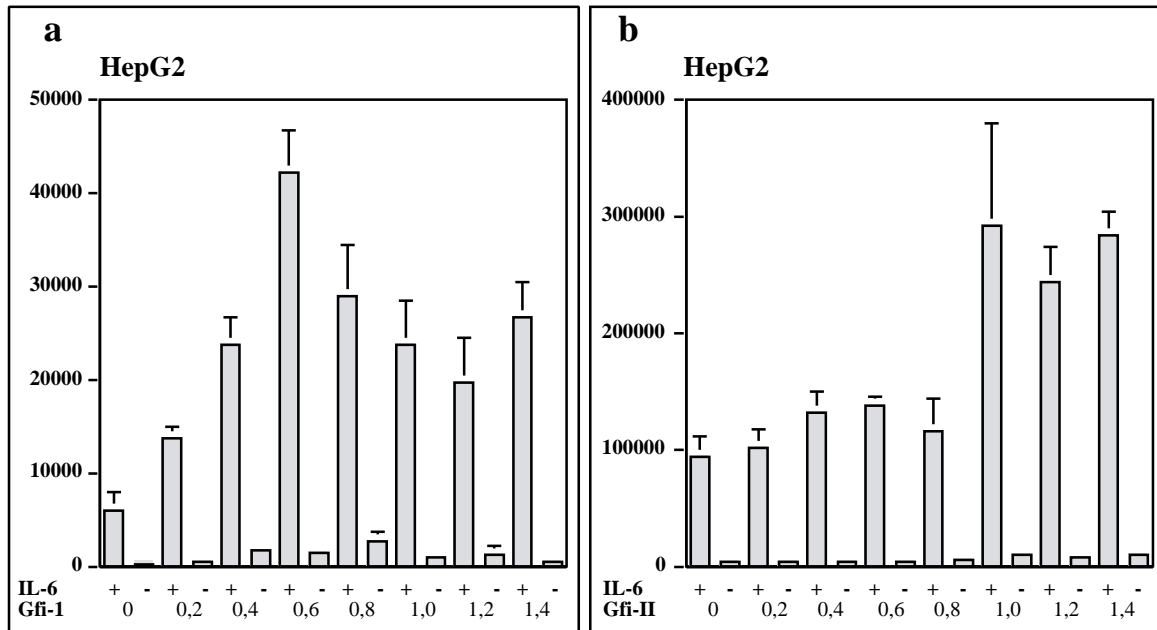 a
HepG2
50000
40000
30000
20000
10000
0
IL-6 + - + - + - + - + - + - + - + -
Gfi-1 0 0,2 0,4 0,6 0,8 1,0 1,2 1,4
b
HepG2
400000
300000
200000
100000
0
IL-6 + - + - + - + - + - + - + - + -
Gfi-II 0 0,2 0,4 0,6 0,8 1,0 1,2 1,4